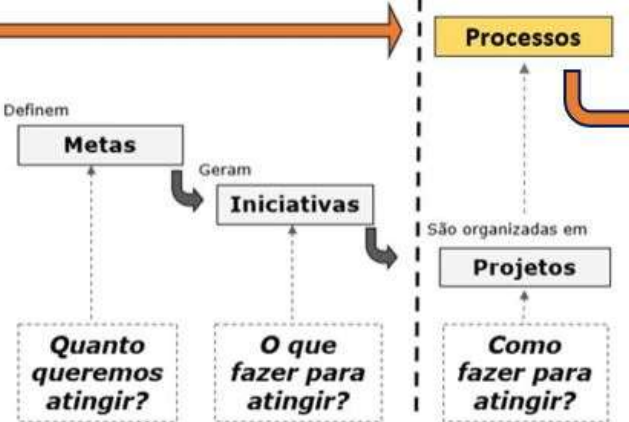 Processos
Definem
Metas
Geram
Iniciativas
São organizadas em
Projetos
Quanto
queremos
atingir?
O que
fazer para
atingir?
Como
fazer para
atingir?